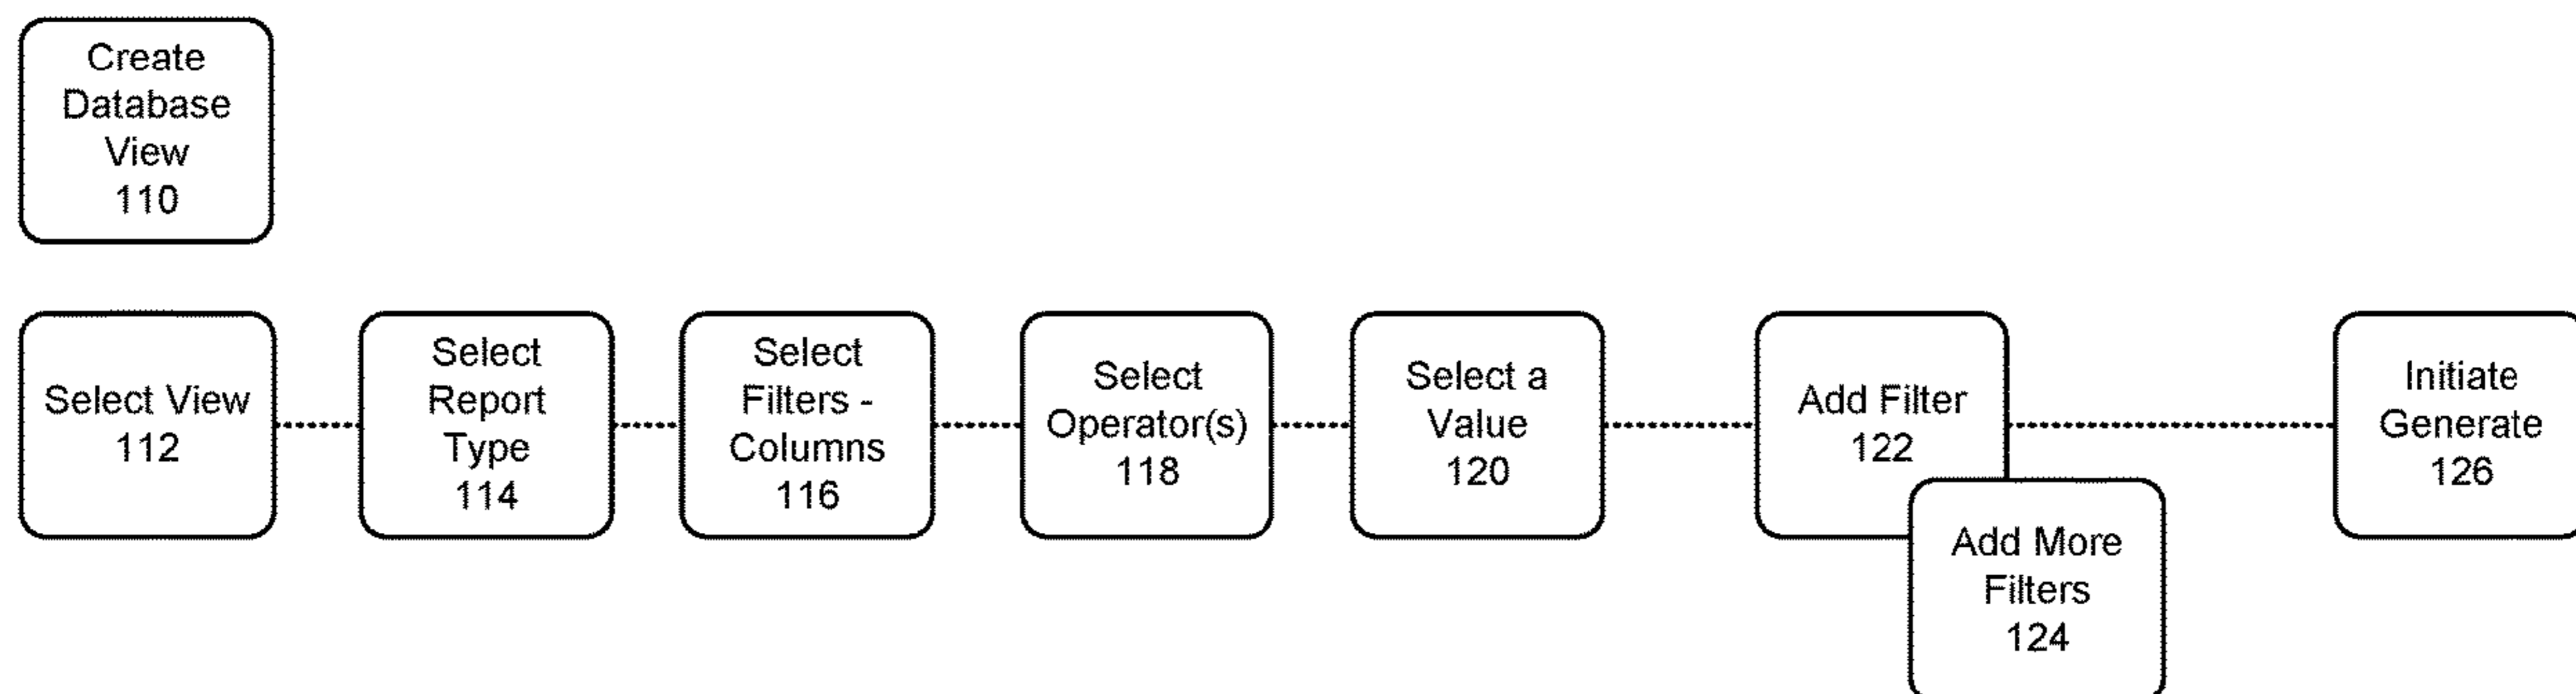 Create
Database
View
110
Select View
112
Select
Report
Type
114
Select
Filters -
Columns
116
Select
Operator(s)
118
Select a
Value
120
Add Filter
122
Add More
Filters
124
Initiate
Generate
126